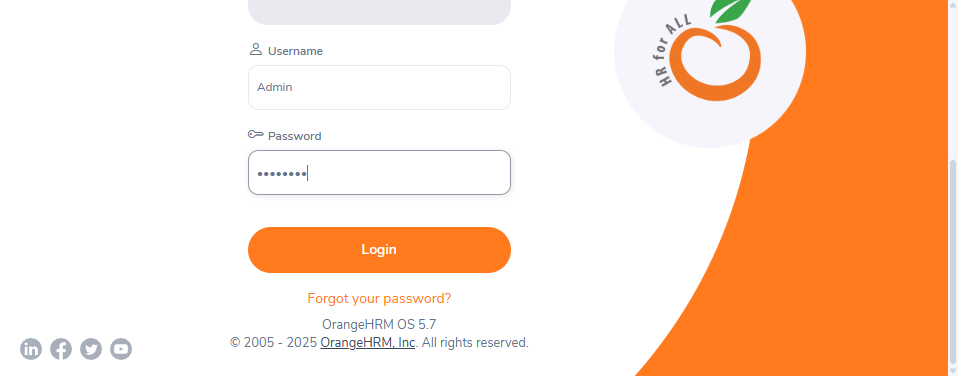 HR for ALL
Username
Admin
Password
••••••••
Login
Forgot your password?
OrangeHRM OS 5.7
© 2005 - 2025 OrangeHRM, Inc. All rights reserved.